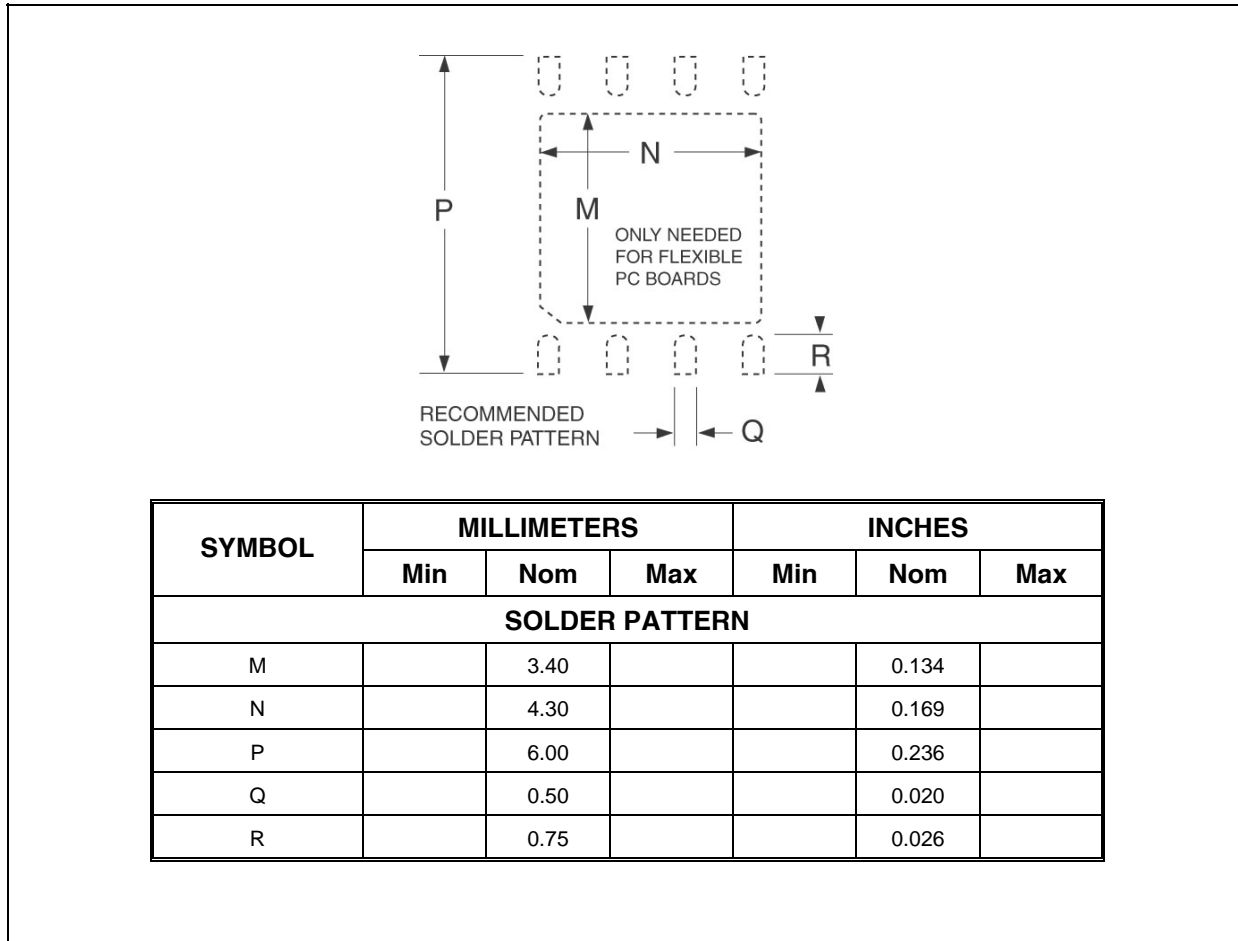 N
P
M
ONLY NEEDED
FOR FLEXIBLE
PC BOARDS
R
RECOMMENDED
SOLDER PATTERN
Q
SYMBOL MILLIMETERS INCHES
Min Nom Max Min Nom Max
SOLDER PATTERN
M 3.40 0.134
N 4.30 0.169
P 6.00 0.236
Q 0.50 0.020
R 0.75 0.026